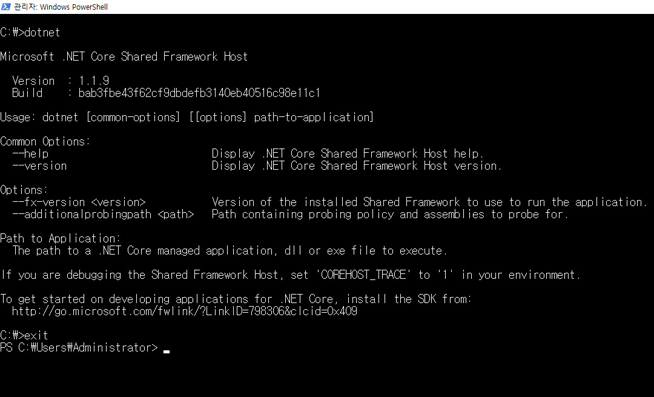 관리자: Windows PowerShell
C:\>dotnet
Microsoft .NET Core Shared Framework Host
Version : 1.1.9
Build : bab3fbe43f62cf9dbdefb3140eb40516c98e11c1
Usage: dotnet [common-options] [[options] path-to-application]
Common Options:
--help Display .NET Core Shared Framework Host help.
--version Display .NET Core Shared Framework Host version.
Options:
--fx-version <version> Version of the installed Shared Framework to use to run the application.
--additionalprobingpath <path> Path containing probing policy and assemblies to probe for.
Path to Application:
The path to a .NET Core managed application, dll or exe file to execute.
If you are debugging the Shared Framework Host, set 'COREHOST_TRACE' to '1' in your environment.
To get started on developing applications for .NET Core, install the SDK from:
http://go.microsoft.com/fwlink/?LinkID=798306&clcid=0x409
C:₩>exit
PS C:₩Users₩Administrator>